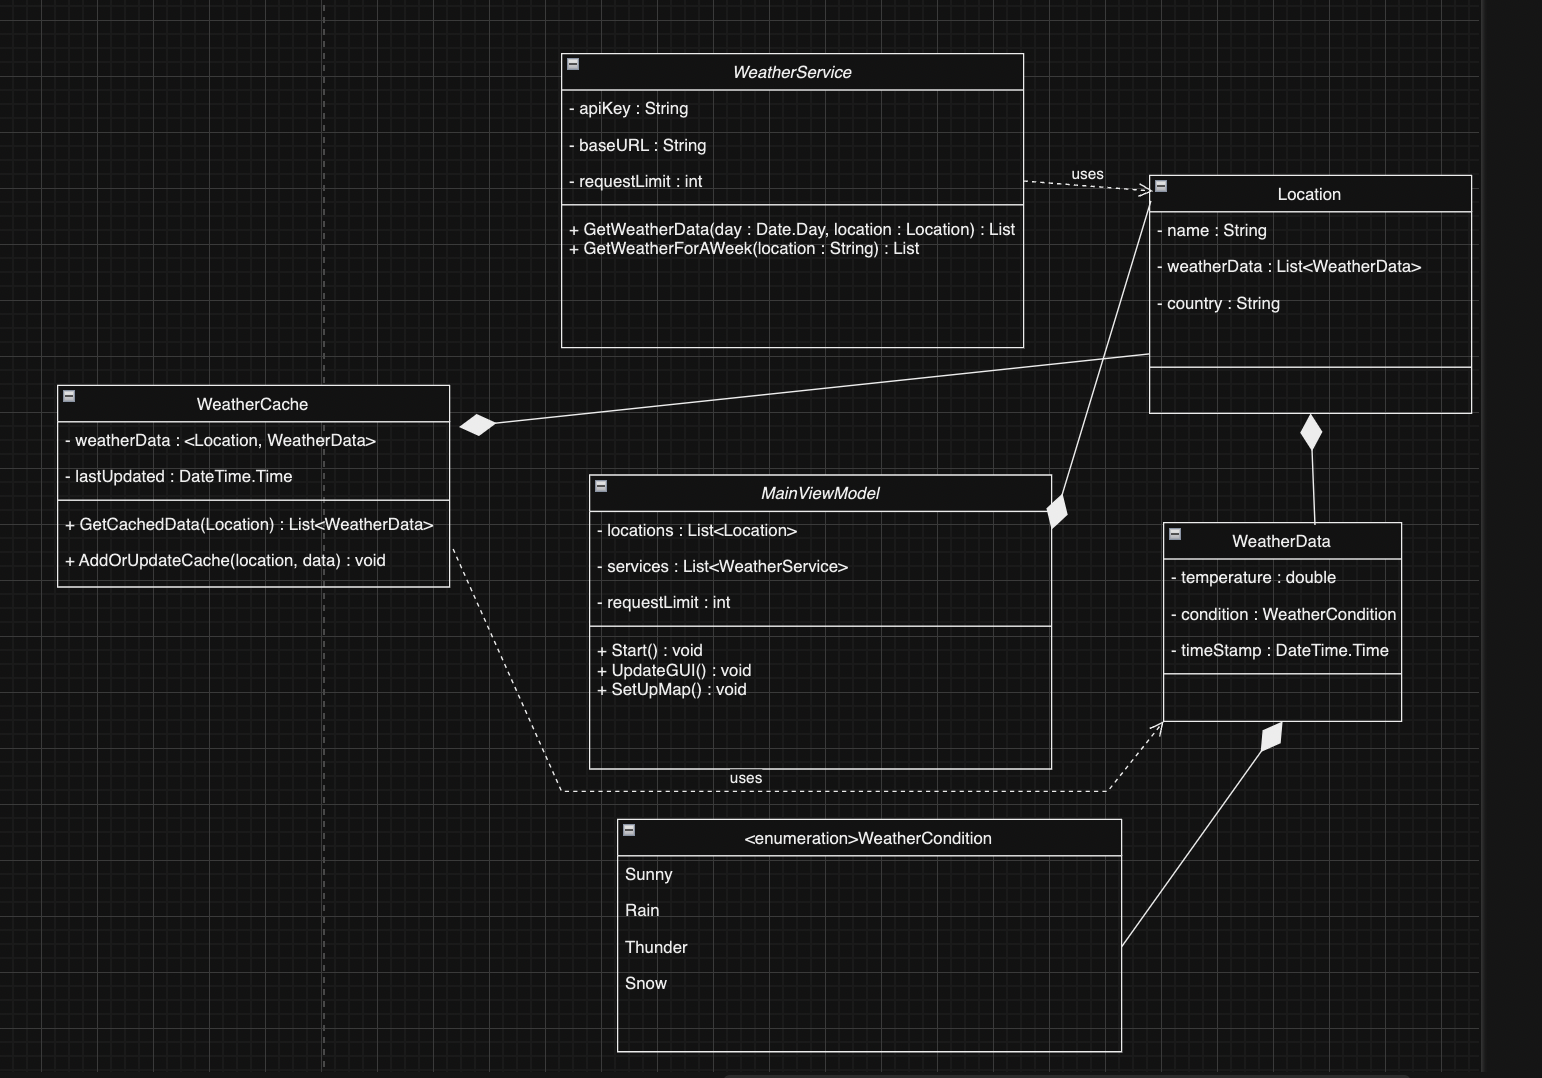 WeatherService
- apiKey : String
- baseURL : String
- requestLimit : int
+ GetWeatherData(day : Date.Day, location : Location) : List
+ GetWeatherForAWeek(location : String) : List
uses
Location
- name : String
- weatherData : List<WeatherData>
- country : String
WeatherCache
- weatherData : <Location, WeatherData>
- lastUpdated : DateTime.Time
+ GetCachedData(Location) : List<WeatherData>
+ AddOrUpdateCache(location, data) : void
MainViewModel
- locations : List<Location>
- services : List<WeatherService>
- requestLimit : int
+ Start() : void
+ UpdateGUI() : void
+ SetUpMap() : void
WeatherData
- temperature : double
- condition : WeatherCondition
- timeStamp : DateTime.Time
uses
<enumeration>WeatherCondition
Sunny
Rain
Thunder
Snow